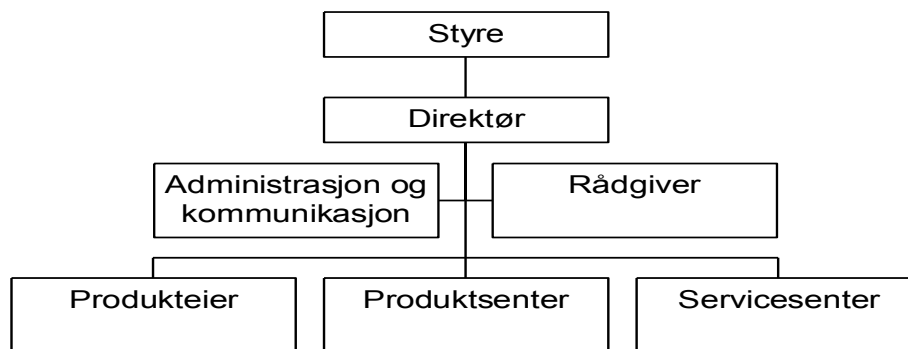 Styre
Direktør
Administrasjon og
kommunikasjon
Rådgiver
Produkteier
Produktsenter
Servicesenter